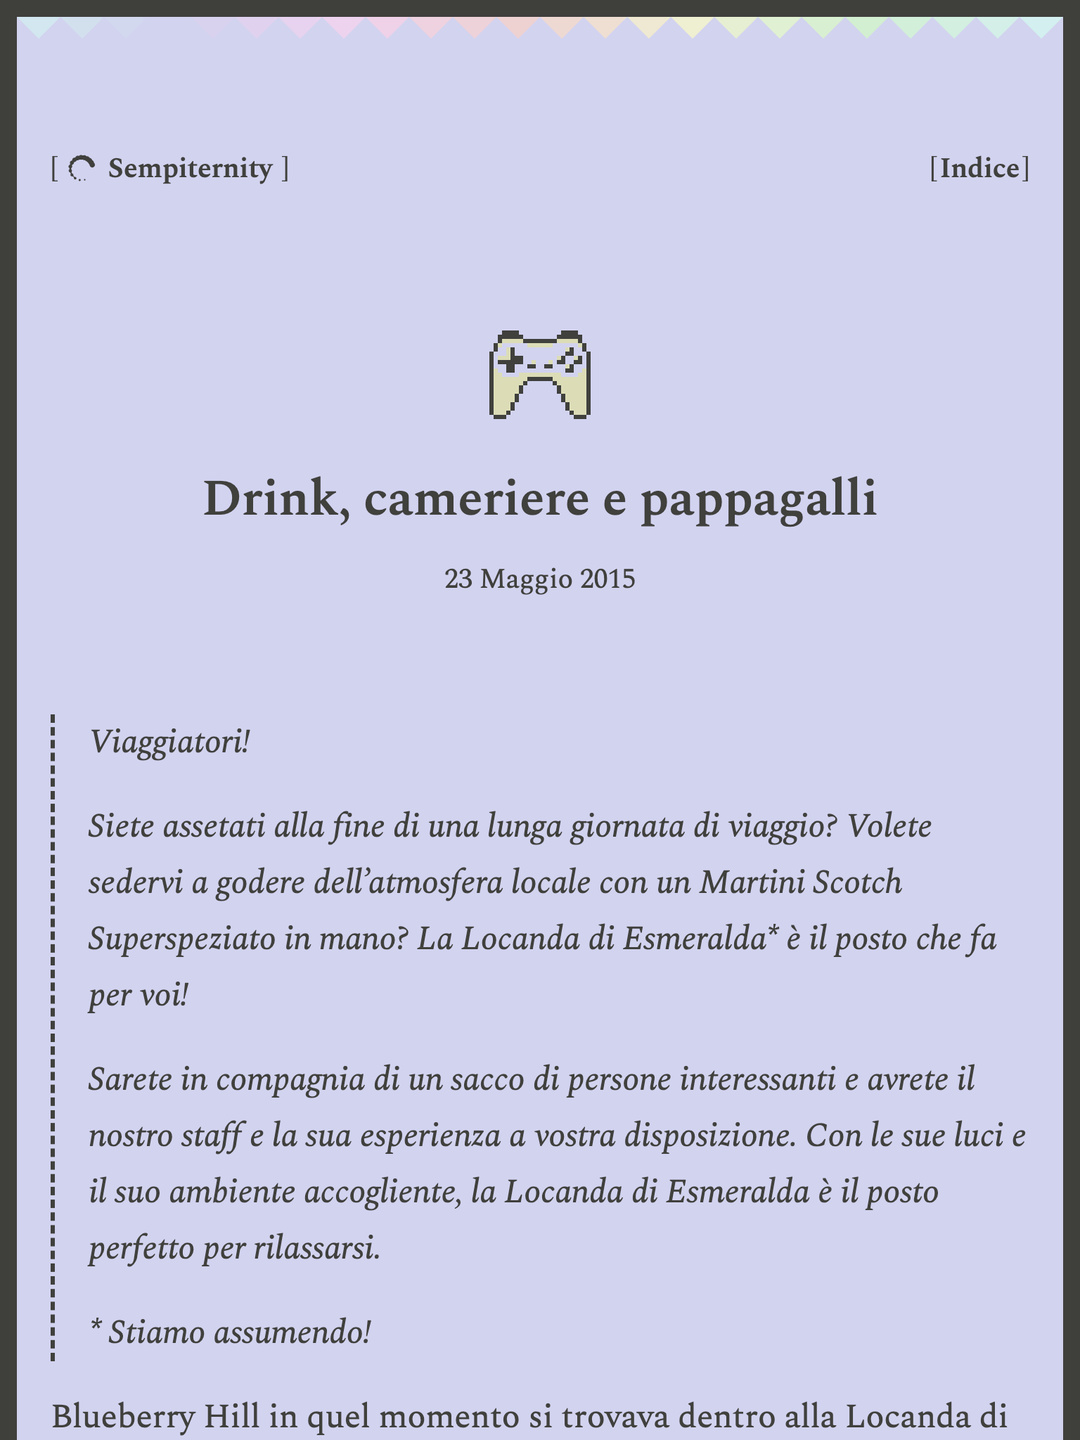 [ Sempiternity ]
[Indice]
Drink, cameriere e pappagalli
23 Maggio 2015
Viaggiatori!
Siete assetati alla fine di una lunga giornata di viaggio? Volete
sedervi a godere dell’atmosfera locale con un Martini Scotch
Superspeziato in mano? La Locanda di Esmeralda* è il posto che fa
per voi!
Sarete in compagnia di un sacco di persone interessanti e avrete il
nostro staff e la sua esperienza a vostra disposizione. Con le sue luci e
il suo ambiente accogliente, la Locanda di Esmeralda è il posto
perfetto per rilassarsi.
* Stiamo assumendo!
Blueberry Hill in quel momento si trovava dentro alla Locanda di